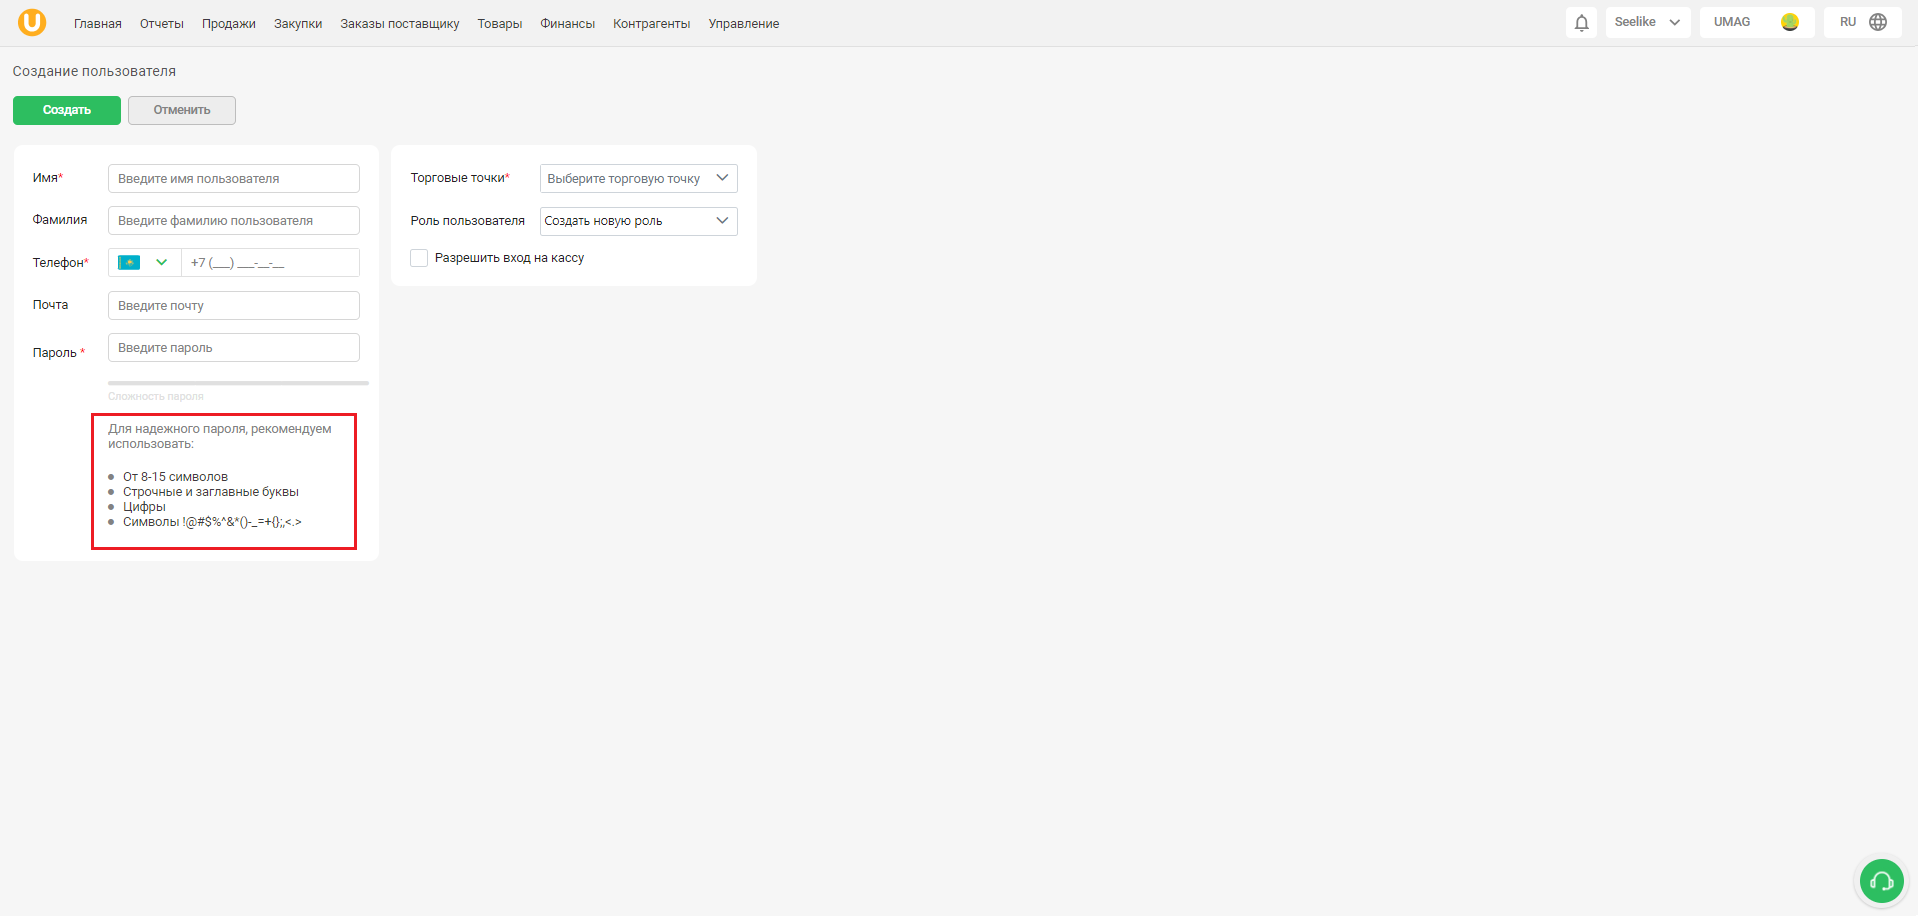 Главная Отчеты Продажи Закупки Заказы поставщику Товары Финансы Контрагенты Управление Seelike UMAG RU
Создание пользователя
Создать Отменить
Имя* Введите имя пользователя
Фамилия Введите фамилию пользователя
Телефон* +7 (___) ___-__-__
Почта Введите почту
Пароль * Введите пароль
Сложность пароля
Для надежного пароля, рекомендуем
использовать:
От 8-15 символов
Строчные и заглавные буквы
Цифры
Символы !@#$%^&*()-_=+{};,<.>
Торговые точки* Выберите торговую точку
Роль пользователя Создать новую роль
Разрешить вход на кассу